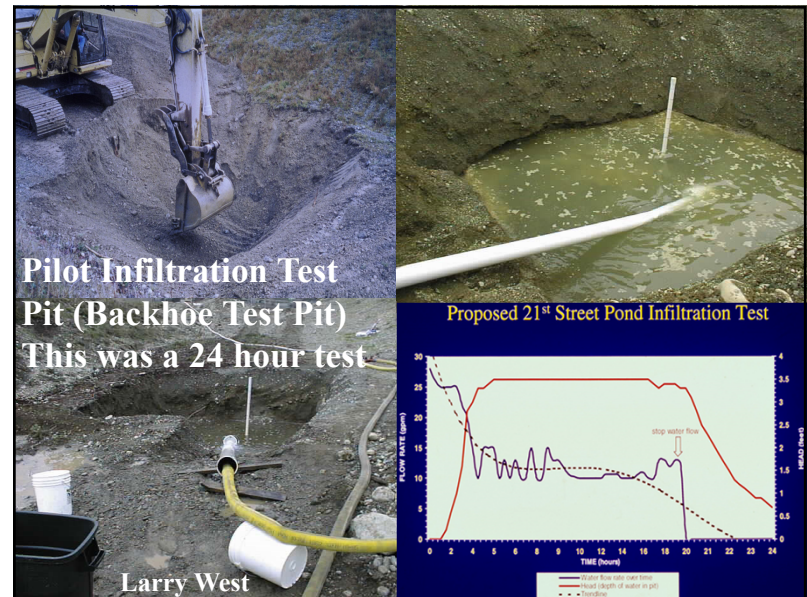 Pilot Infiltration Test
Pit (Backhoe Test Pit)
This was a 24 hour test
Larry West
Proposed 21st Street Pond Infiltration Test
30
25
20
15
10
5
0
FLOW RATE (gpm)
4
3.5
3
2.5
2
1.5
1
0.5
0
HEAD (feet)
stop water flow
0 2 4 6 8 10 12 14 16 18 20 22 24
TIME (hours)
Water flow rate over time
Head (depth of water in pit)
Trendline